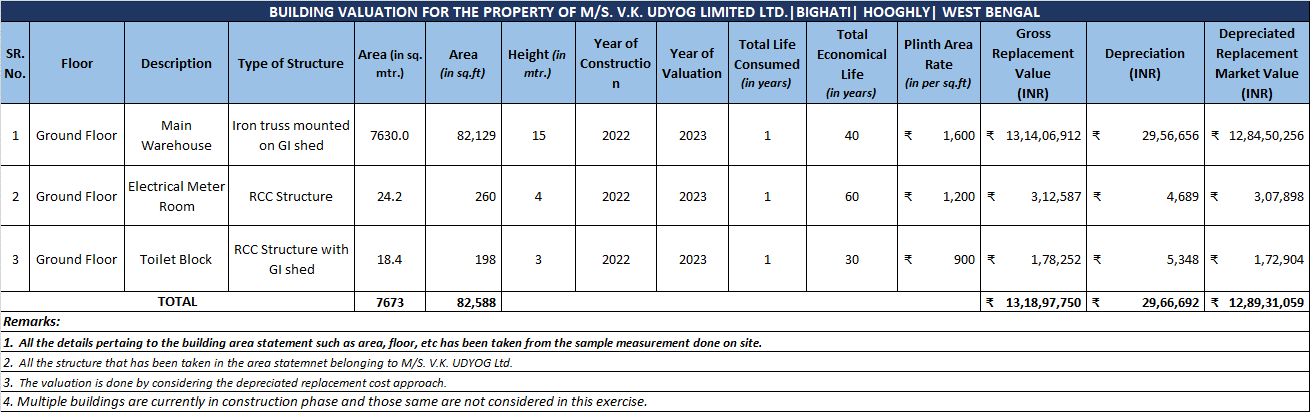 BUILDING VALUATION FOR THE PROPERTY OF M/S. V.K. UDYOG LIMITED LTD.|BIGHATI| HOOGHLY| WEST BENGAL
SR. No. Floor Description Type of Structure Area (in sq. mtr.) Area (in sq.ft) Height (in mtr.) Year of Constructio n Year of Valuation Total Life Consumed (in years) Total Economical Life (in years) Plinth Area Rate (in per sq.ft) Gross Replacement Value (INR) Depreciation (INR) Depreciated Replacement Market Value (INR)
1 Ground Floor Main Warehouse Iron truss mounted on GI shed 7630.0 82,129 15 2022 2023 1 40 ₹ 1,600 ₹ 13,14,06,912 ₹ 29,56,656 ₹ 12,84,50,256
2 Ground Floor Electrical Meter Room RCC Structure 24.2 260 4 2022 2023 1 60 ₹ 1,200 ₹ 3,12,587 ₹ 4,689 ₹ 3,07,898
3 Ground Floor Toilet Block RCC Structure with GI shed 18.4 198 3 2022 2023 1 30 ₹ 900 ₹ 1,78,252 ₹ 5,348 ₹ 1,72,904
TOTAL 7673 82,588 ₹ 13,18,97,750 ₹ 29,66,692 ₹ 12,89,31,059
Remarks:
1. All the details pertaining to the building area statement such as area, floor, etc has been taken from the sample measurement done on site.
2. All the structure that has been taken in the area statemnet belonging to M/S. V.K. UDYOG Ltd.
3. The valuation is done by considering the depreciated replacement cost approach.
4. Multiple buildings are currently in construction phase and those same are not considered in this exercise.